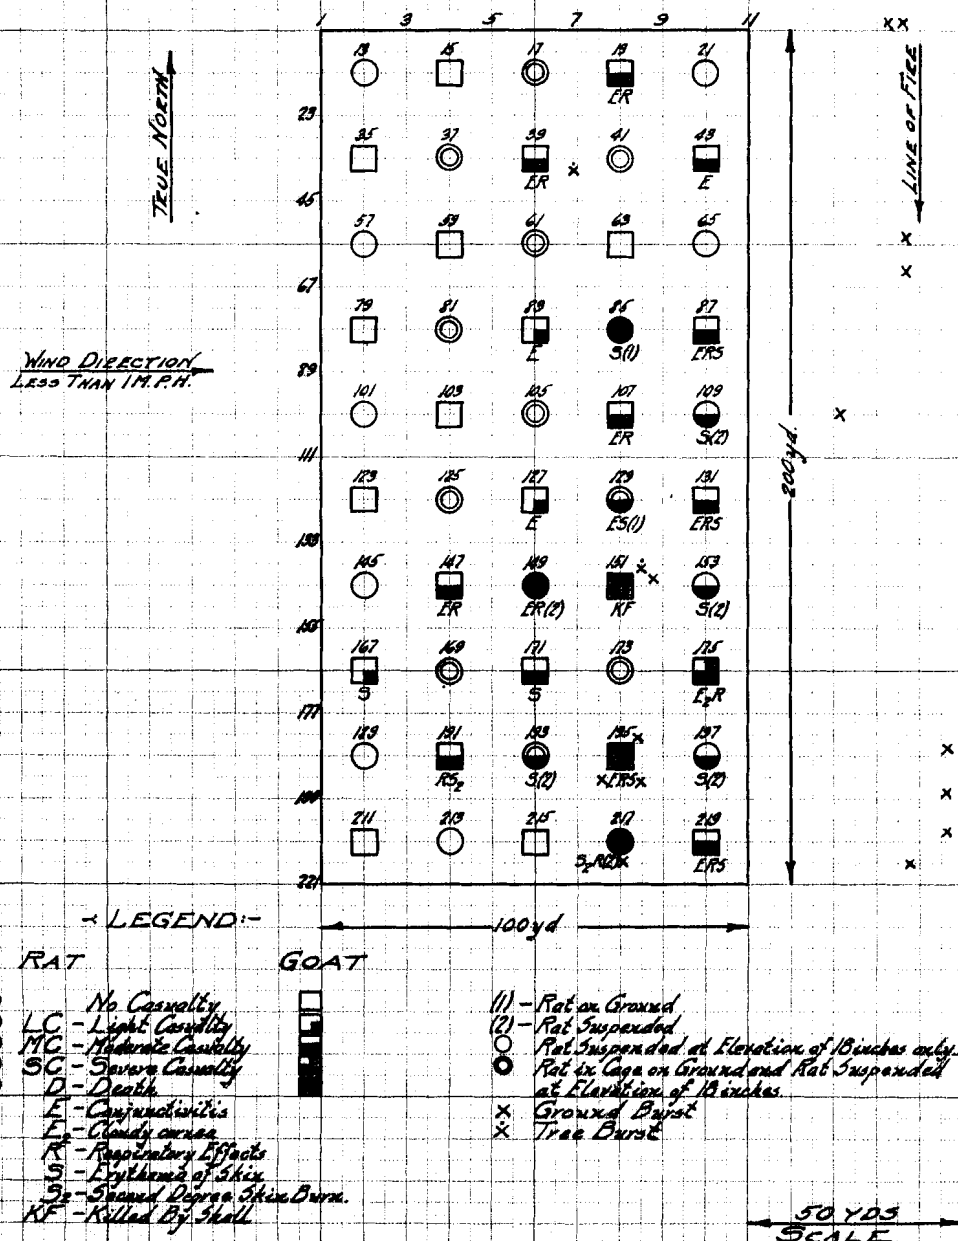 1 3 5 7 9 11
TRUE NORTH
LINE OF FIRE
13 15 17 19 21
ER
23
35 37 39 41 43
ER E
45
57 59 61 63 65
67
79 81 83 85 87
E S(1) ERS
WIND DIRECTION
LESS THAN 1 M.P.H.
89
101 103 105 107 109
ER S(2)
111
200 yd.
123 125 127 129 131
E ES(1) ERS
133
145 147 149 151 153
ER ER(2) KF S(2)
155
167 169 171 173 175
S S E2R
177
189 191 193 195 197
RS2 S(2) ERS S(2)
199
211 213 215 217 219
S2R(2) ERS
221
- LEGEND:-
100 yd
RAT GOAT
No Casualty
LC - Light Casualty
MC - Moderate Casualty
SC - Severe Casualty
D - Death
E - Conjunctivitis
E2 - Cloudy cornea
R - Respiratory Effects
S - Erythema of Skin
S2 - Second Degree Skin Burn.
KF - Killed By Shell
(1) - Rat on Ground
(2) - Rat Suspended
Rat Suspended at Elevation of 18 inches only.
Rat in Cage on Ground and Rat Suspended
at Elevation of 18 inches.
x Ground Burst
ẋ Tree Burst
50 YDS
SCALE